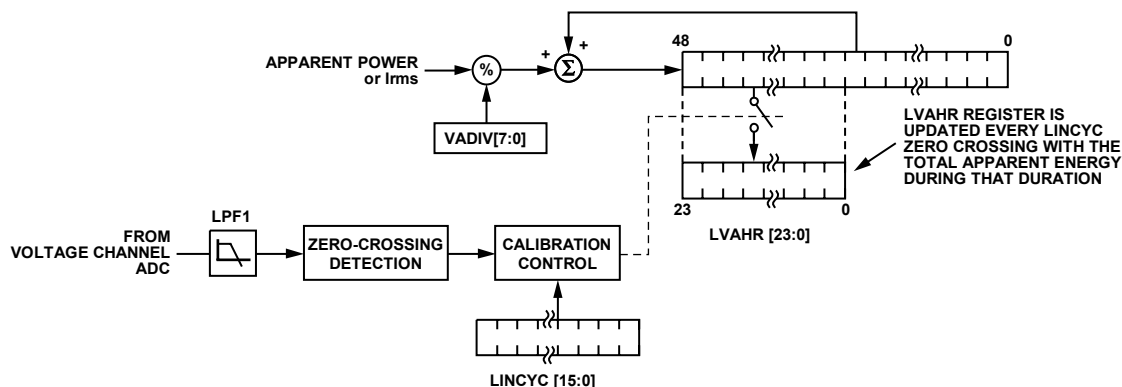 48
0
+
+
APPARENT POWER
or Irms
%
Σ
VADIV[7:0]
LVAHR REGISTER IS
UPDATED EVERY LINCYC
ZERO CROSSING WITH THE
TOTAL APPARENT ENERGY
DURING THAT DURATION
23
0
LVAHR [23:0]
LPF1
FROM
VOLTAGE CHANNEL
ADC
ZERO-CROSSING
DETECTION
CALIBRATION
CONTROL
LINCYC [15:0]